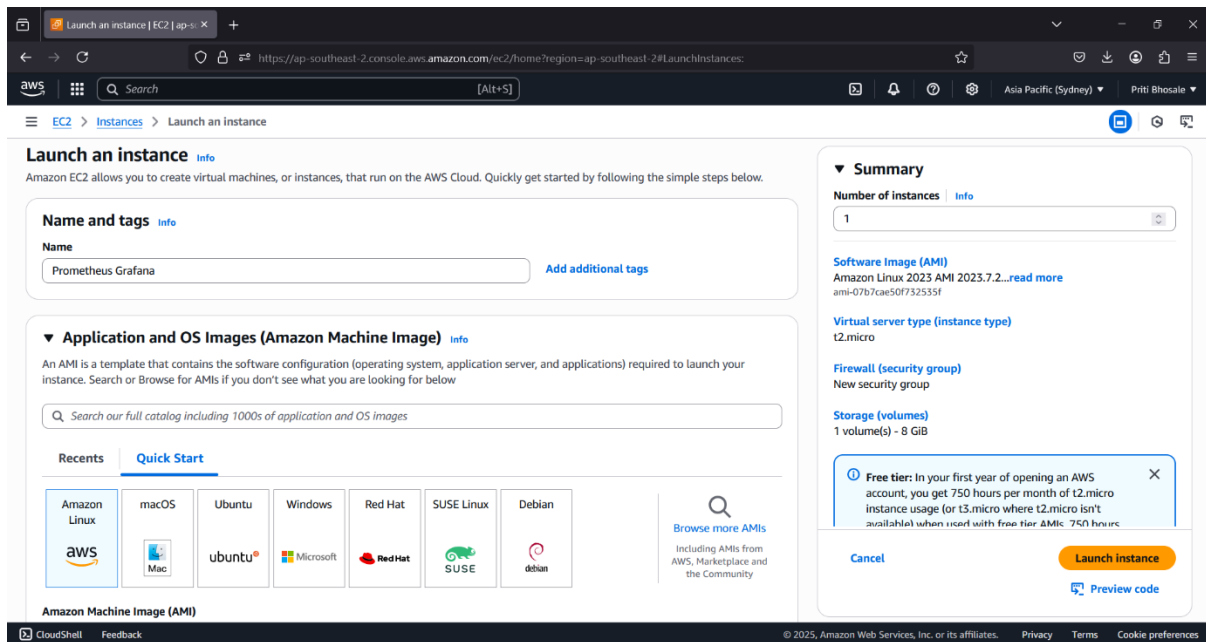 Launch an instance | EC2 | ap-s
https://ap-southeast-2.console.aws.amazon.com/ec2/home?region=ap-southeast-2#LaunchInstances:
aws
Search
[Alt+S]
Asia Pacific (Sydney)
Priti Bhosale
EC2 > Instances > Launch an instance
Launch an instance Info
Amazon EC2 allows you to create virtual machines, or instances, that run on the AWS Cloud. Quickly get started by following the simple steps below.
Name and tags Info
Name
Prometheus Grafana
Add additional tags
Application and OS Images (Amazon Machine Image) Info
An AMI is a template that contains the software configuration (operating system, application server, and applications) required to launch your
instance. Search or Browse for AMIs if you don't see what you are looking for
below
Search our full catalog including 1000s of application and OS images
Recents
Quick Start
Amazon
Linux
aws
macOS
Mac
Ubuntu
ubuntu
Windows
Microsoft
Red Hat
Red Hat
SUSE Linux
SUSE
Debian
debian
Browse more AMIs
Including AMIs from
AWS, Marketplace and
the Community
Amazon Machine Image (AMI)
Summary
Number of instances Info
1
Software Image (AMI)
Amazon Linux 2023 AMI 2023.7.2...read more
ami-07b7cae50f732535f
Virtual server type (instance type)
t2.micro
Firewall (security group)
New security group
Storage (volumes)
1 volume(s) - 8 GiB
Free tier: In your first year of opening an AWS
account, you get 750 hours per month of t2.micro
instance usage (or t3.micro where t2.micro isn't
available) when used with free tier AMIs, 750 hours
Cancel
Launch instance
Preview code
CloudShell
Feedback
© 2025, Amazon Web Services, Inc. or its affiliates.
Privacy
Terms
Cookie preferences